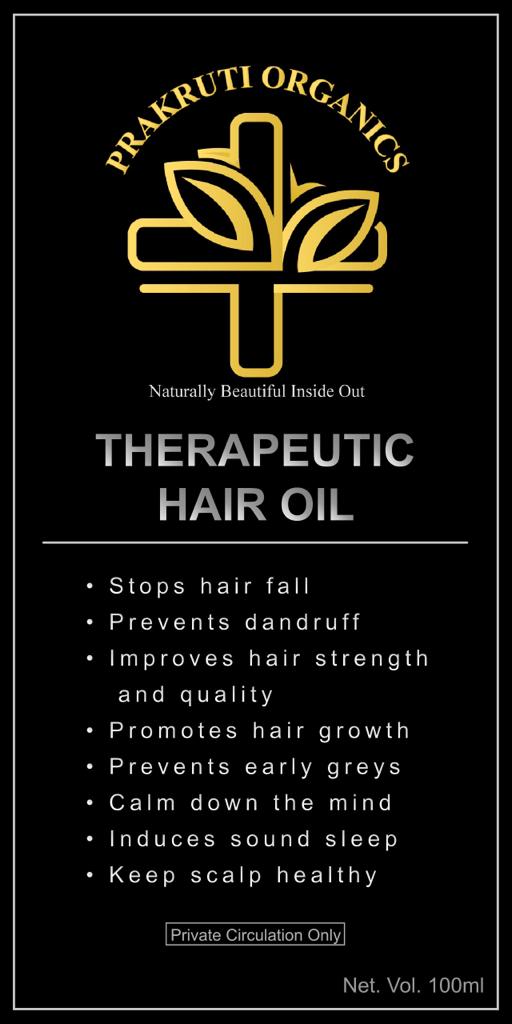 PRAKRUTI ORGANICS
Naturally Beautiful Inside Out
THERAPEUTIC
HAIR OIL
• Stops hair fall
• Prevents dandruff
• Improves hair strength
and quality
• Promotes hair growth
• Prevents early greys
• Calm down the mind
• Induces sound sleep
• Keep scalp healthy
Private Circulation Only
Net. Vol. 100ml